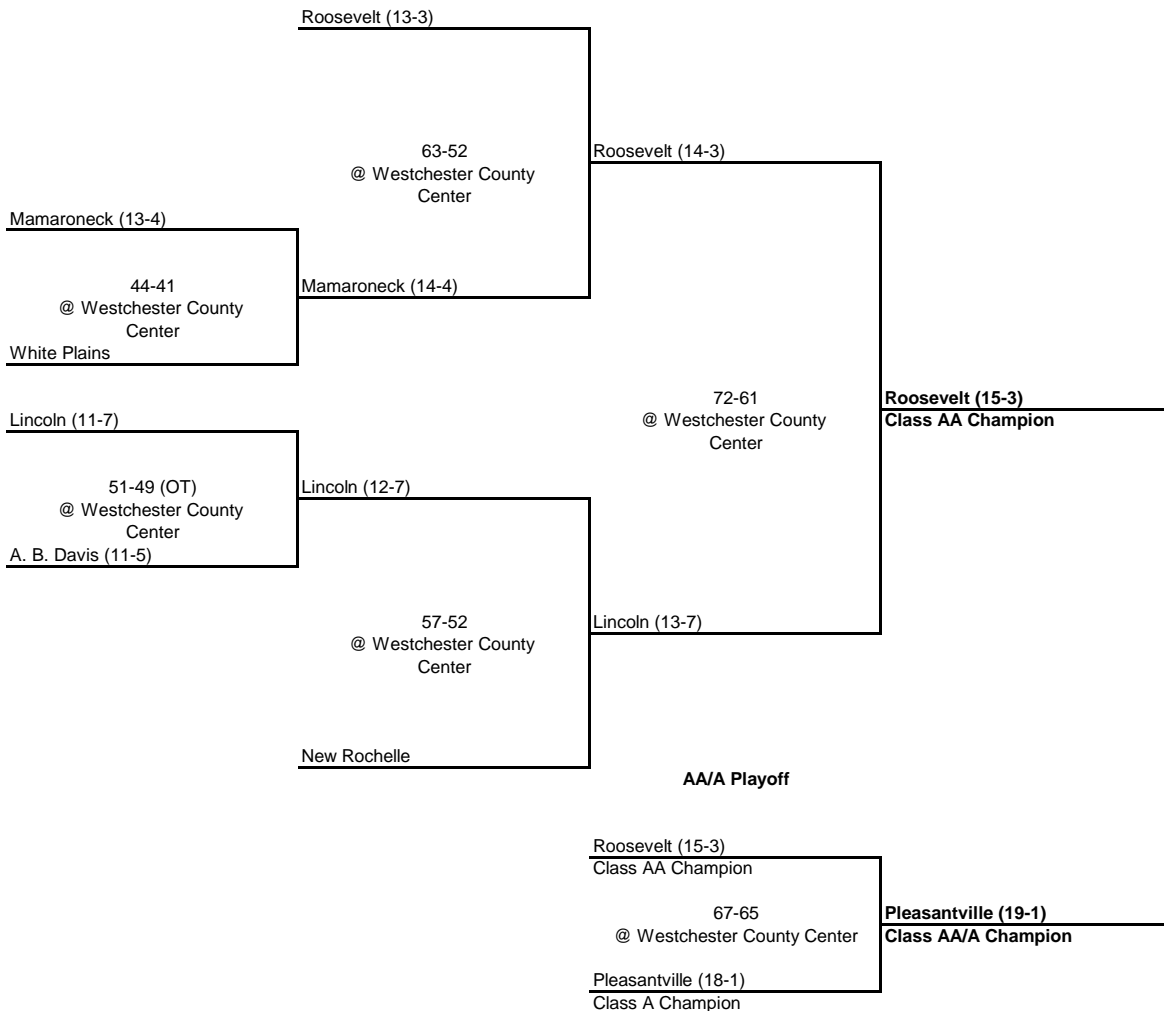 Roosevelt (13-3)
63-52
@ Westchester County
Center
Roosevelt (14-3)
Mamaroneck (13-4)
44-41
@ Westchester County
Center
Mamaroneck (14-4)
White Plains
72-61
@ Westchester County
Center
Roosevelt (15-3)
Class AA Champion
Lincoln (11-7)
51-49 (OT)
@ Westchester County
Center
Lincoln (12-7)
A. B. Davis (11-5)
57-52
@ Westchester County
Center
Lincoln (13-7)
New Rochelle
AA/A Playoff
Roosevelt (15-3)
Class AA Champion
67-65
@ Westchester County Center
Pleasantville (19-1)
Class AA/A Champion
Pleasantville (18-1)
Class A Champion